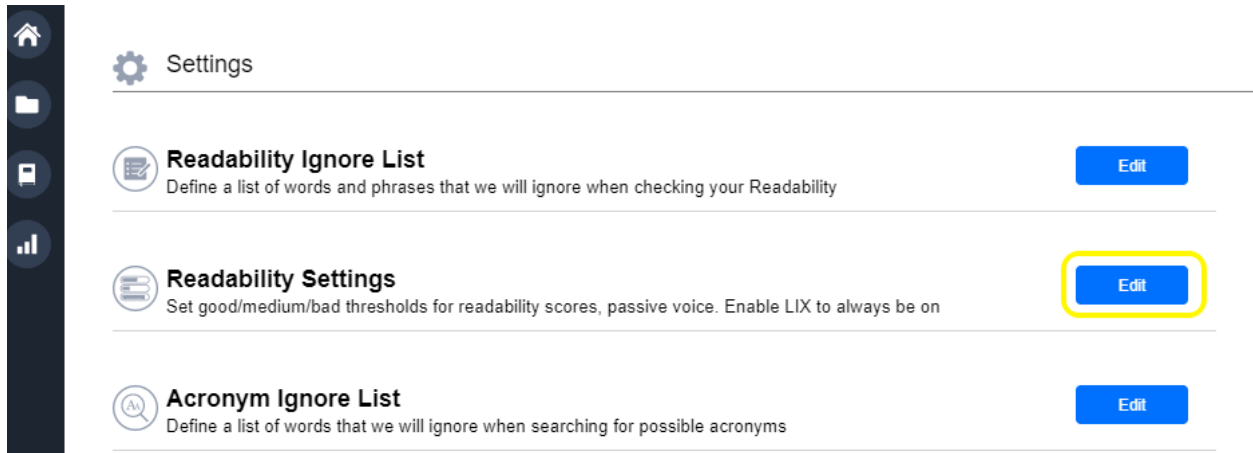 Settings
Readability Ignore List
Define a list of words and phrases that we will ignore when checking your Readability
Edit
Readability Settings
Set good/medium/bad thresholds for readability scores, passive voice. Enable LIX to always be on
Edit
Acronym Ignore List
Define a list of words that we will ignore when searching for possible acronyms
Edit